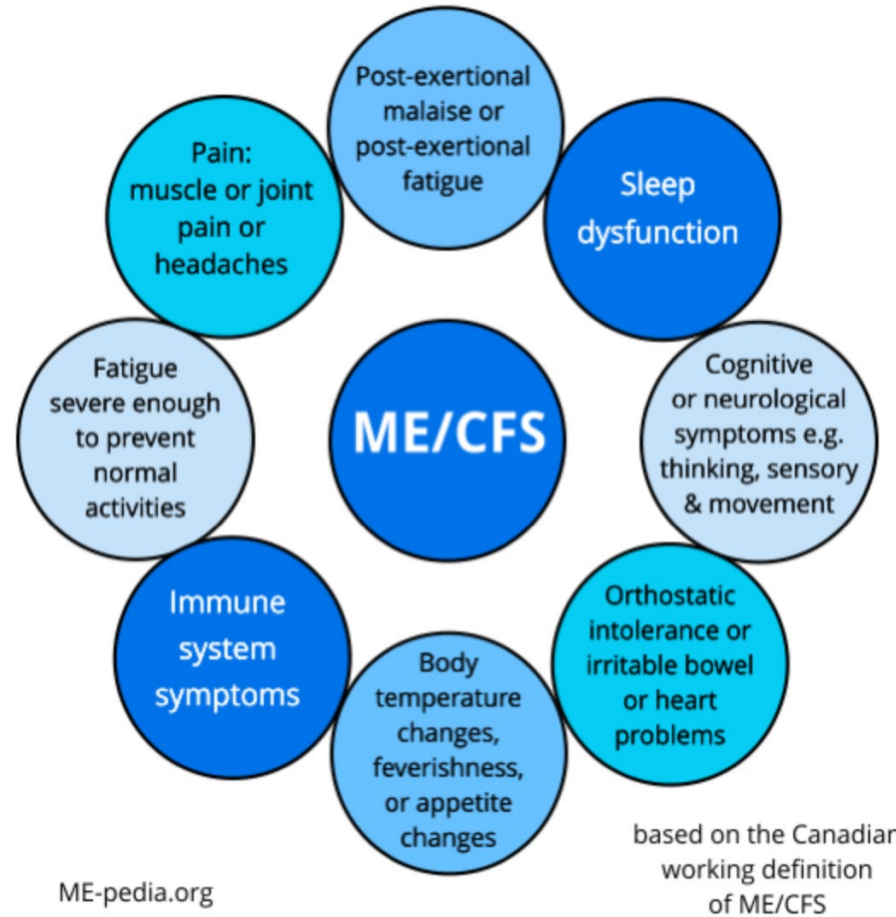 Post-exertional
malaise or
post-exertional
fatigue
Sleep
dysfunction
Cognitive
or neurological
symptoms e.g.
thinking, sensory
& movement
Orthostatic
intolerance or
irritable bowel
or heart
problems
Body
temperature
changes,
feverishness,
or appetite
changes
Immune
system
symptoms
Fatigue
severe enough
to prevent
normal
activities
Pain:
muscle or joint
pain or
headaches
ME/CFS
ME-pedia.org
based on the Canadian
working definition
of ME/CFS